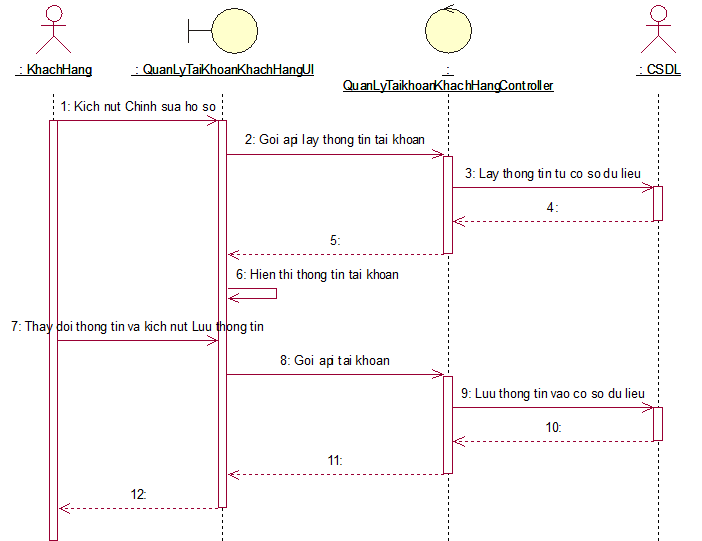 : KhachHang
: QuanLyTaiKhoanKhachHangUI
:
QuanLyTaikhoanKhachHangController
: CSDL
1: Kich nut Chinh sua ho so
2: Goi api lay thong tin tai khoan
3: Lay thong tin tu co so du lieu
4:
5:
6: Hien thi thong tin tai khoan
7: Thay doi thong tin va kich nut Luu thong tin
8: Goi api tai khoan
9: Luu thong tin vao co so du lieu
10:
11:
12: